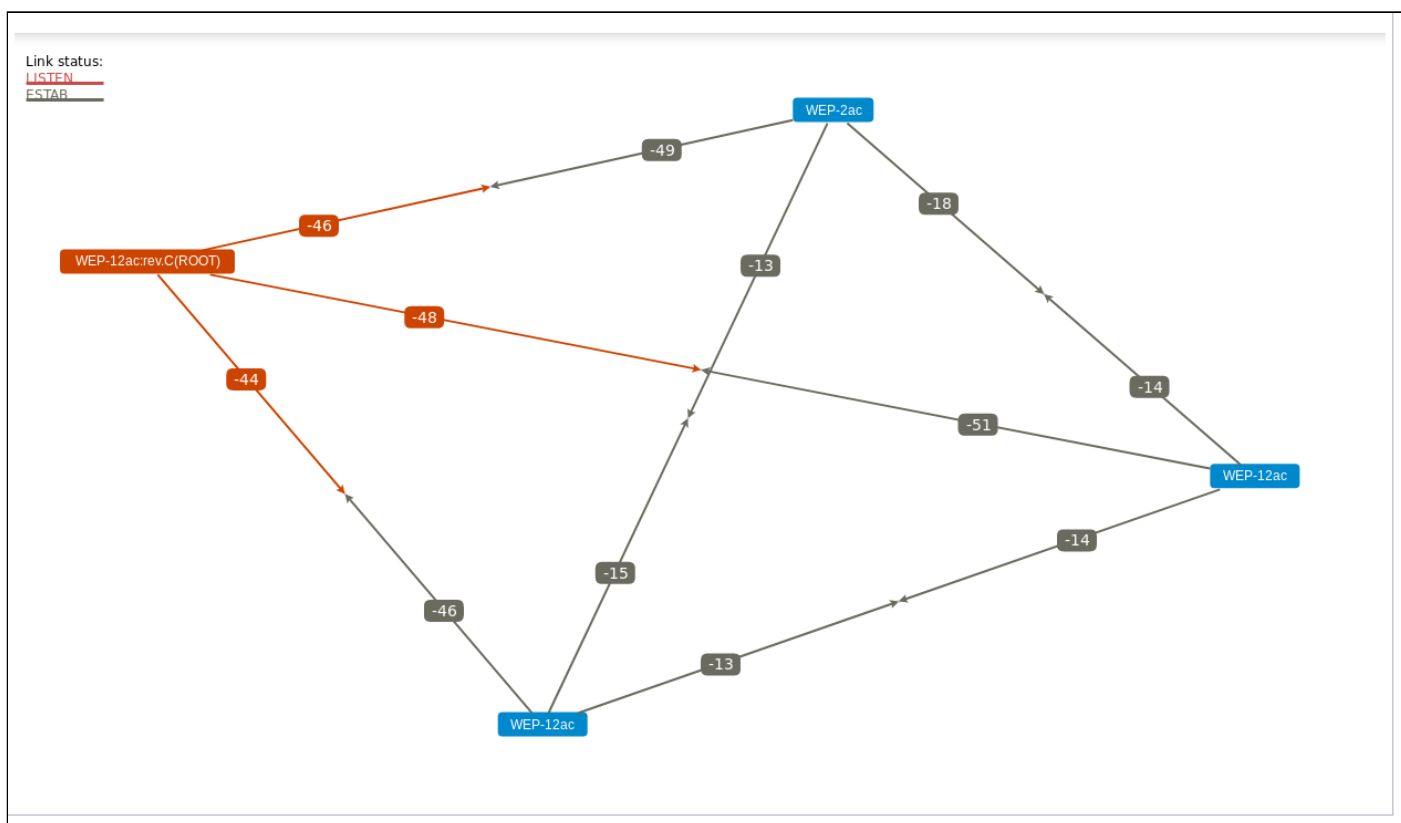 Link status:
LISTEN
ESTAB
WEP-2ac
-49
-18
-46
WEP-12ac:rev.C(ROOT)
-13
-48
-44
-14
-51
WEP-12ac
-14
-15
-46
-13
WEP-12ac